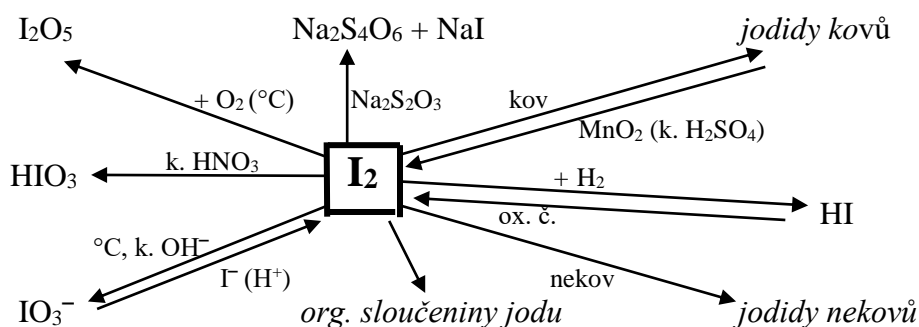 I₂O₅
Na₂S₄O₆ + NaI
jodidy kovů
+ O₂ (°C)
Na₂S₂O₃
kov
MnO₂ (k. H₂SO₄)
HIO₃
k. HNO₃
I₂
+ H₂
ox. č.
HI
°C, k. OH⁻
I⁻ (H⁺)
nekov
IO₃⁻
org. sloučeniny jodu
jodidy nekovů